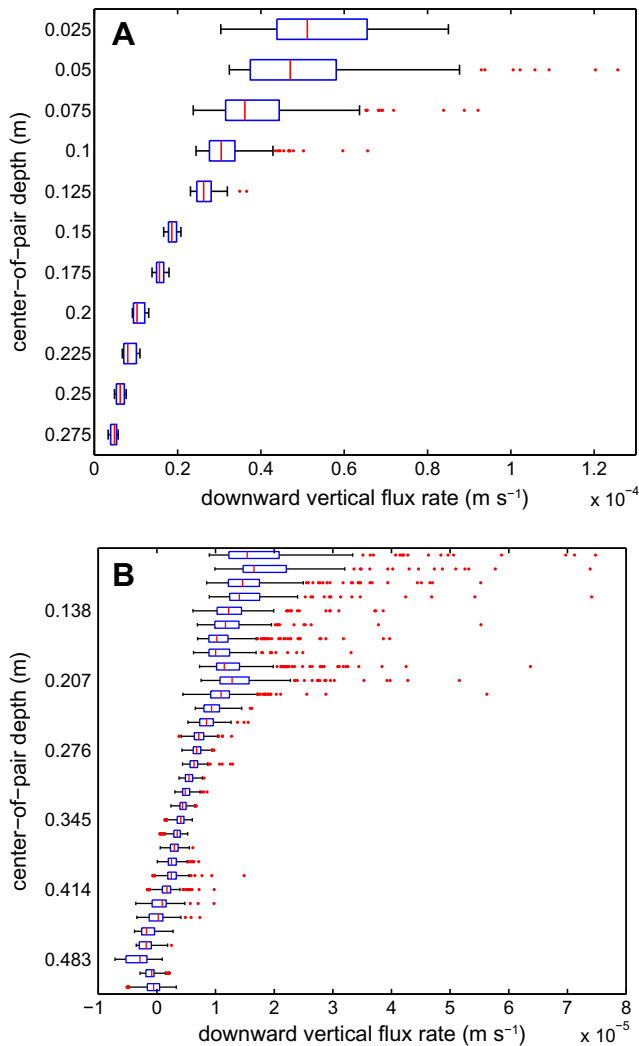 A
0.025
0.05
0.075
0.1
0.125
0.15
0.175
0.2
0.225
0.25
0.275
center−of−pair depth (m)
0 0.2 0.4 0.6 0.8 1 1.2
downward vertical flux rate (m s⁻¹) x 10⁻⁴
B
0.138
0.207
0.276
0.345
0.414
0.483
center−of−pair depth (m)
−1 0 1 2 3 4 5 6 7 8
downward vertical flux rate (m s⁻¹) x 10⁻⁵